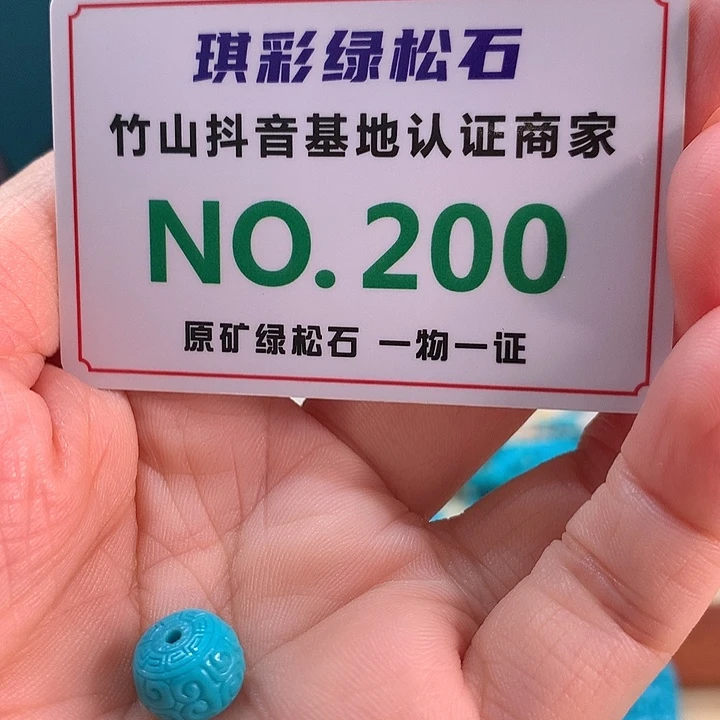 琪彩绿松石
竹山抖音基地认证商家
NO.200
原矿绿松石 一物一证